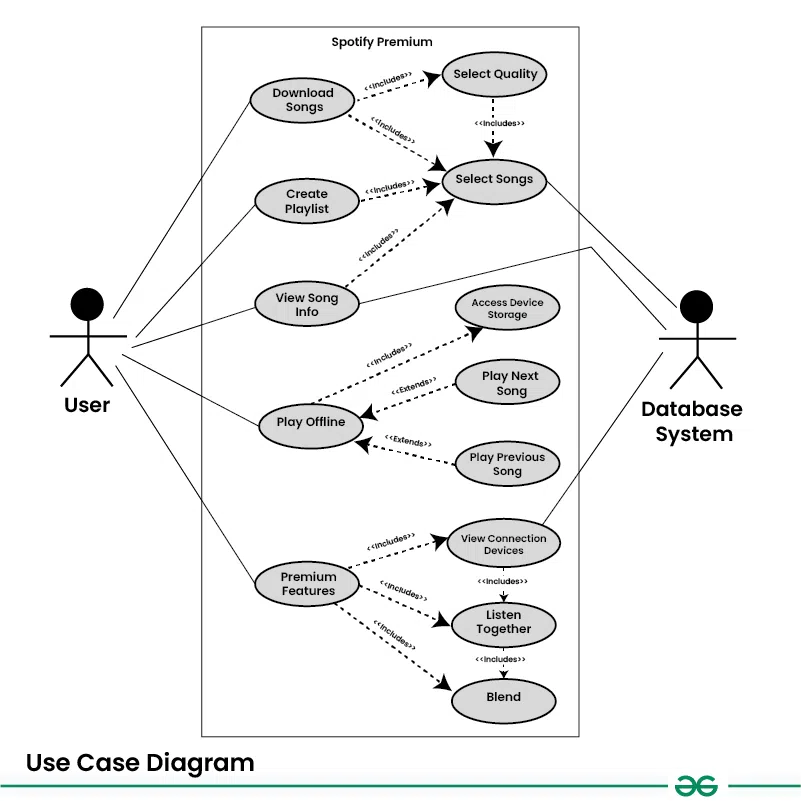 Spotify Premium
Download
Songs
<<Includes>>
Select Quality
<<Includes>>
<<Includes>>
Create
Playlist
<<Includes>>
Select Songs
<<Includes>>
View Song
Info
Access Device
Storage
<<Includes>>
Play Next
Song
<<Extends>>
Play Offline
<<Extends>>
Play Previous
Song
User
Database
System
<<Includes>>
View Connection
Devices
Premium
Features
<<Includes>>
<<Includes>>
Listen
Together
<<Includes>>
<<Includes>>
Blend
Use Case Diagram